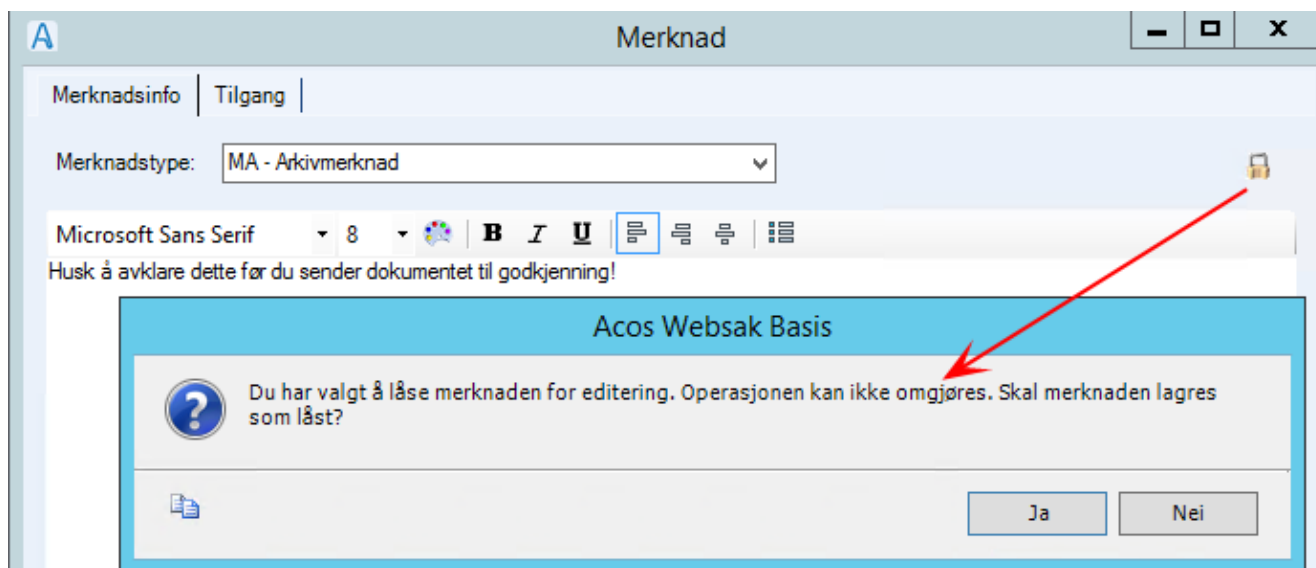 Merknad
Merknadsinfo Tilgang
Merknadstype: MA - Arkivmerknad
Microsoft Sans Serif 8 B I U
Husk å avklare dette før du sender dokumentet til godkjenning!
Acos Websak Basis
Du har valgt å låse merknaden for editering. Operasjonen kan ikke omgjøres. Skal merknaden lagres
som låst?
Ja Nei